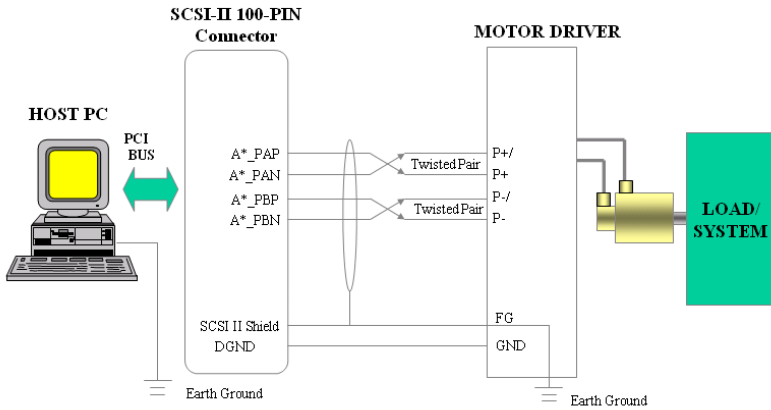 SCSI-II 100-PIN
Connector
MOTOR DRIVER
HOST PC
PCI
BUS
A*_PAP
A*_PAN
A*_PBP
A*_PBN
Twisted Pair
Twisted Pair
P+/
P+
P-/
P-
LOAD/
SYSTEM
SCSI II Shield
DGND
FG
GND
Earth Ground
Earth Ground